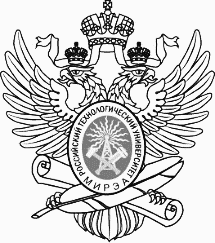 РОССИЙСКИЙ ТЕХНОЛОГИЧЕСКИЙ УНИВЕРСИТЕТ
МИРЭА